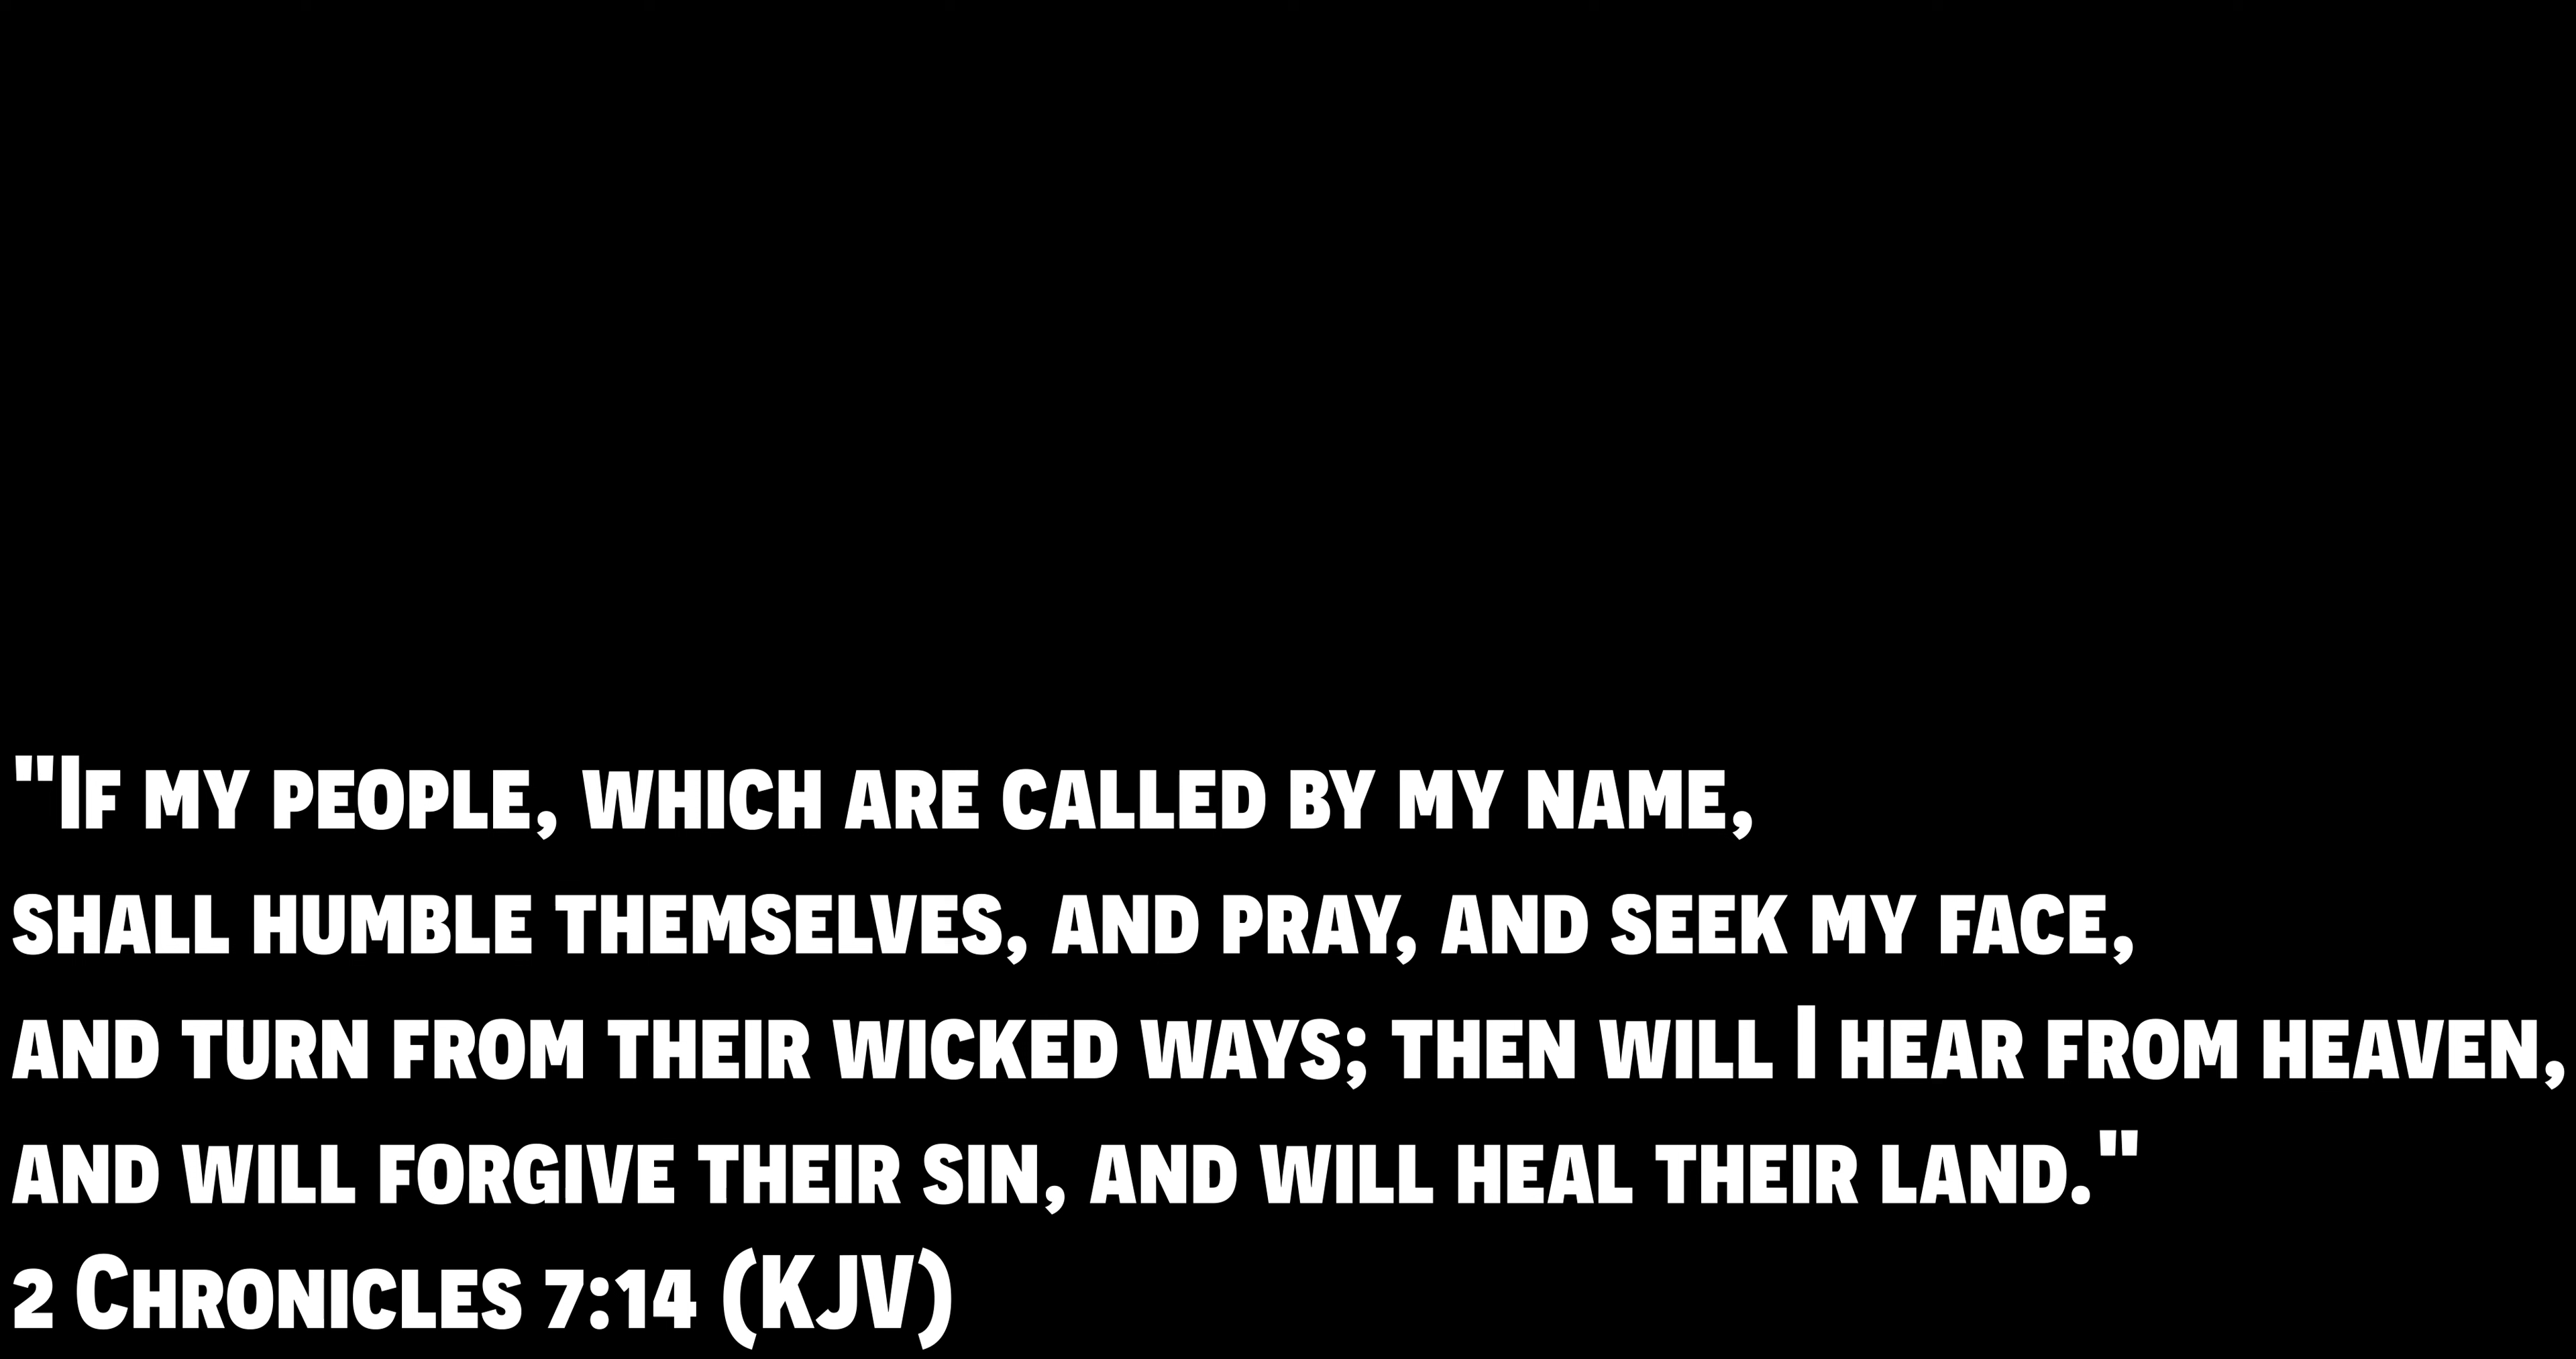 "If my people, which are called by my name,
shall humble themselves, and pray, and seek my face,
and turn from their wicked ways; then will I hear from heaven,
and will forgive their sin, and will heal their land."
2 Chronicles 7:14 (KJV)